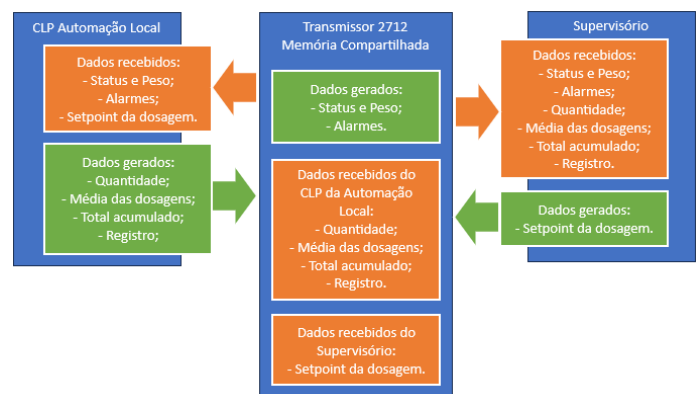 CLP Automação Local
Dados recebidos:
- Status e Peso;
- Alarmes;
- Setpoint da dosagem.
Dados gerados:
- Quantidade;
- Média das dosagens;
- Total acumulado;
- Registro;
Transmissor 2712
Memória Compartilhada
Dados gerados:
- Status e Peso;
- Alarmes.
Dados recebidos do
CLP da Automação
Local:
- Quantidade;
- Média das dosagens;
- Total acumulado;
- Registro.
Dados recebidos do
Supervisório:
- Setpoint da dosagem.
Supervisório
Dados recebidos:
- Status e Peso;
- Alarmes;
- Quantidade;
- Média das dosagens;
- Total acumulado;
- Registro.
Dados gerados:
- Setpoint da dosagem.